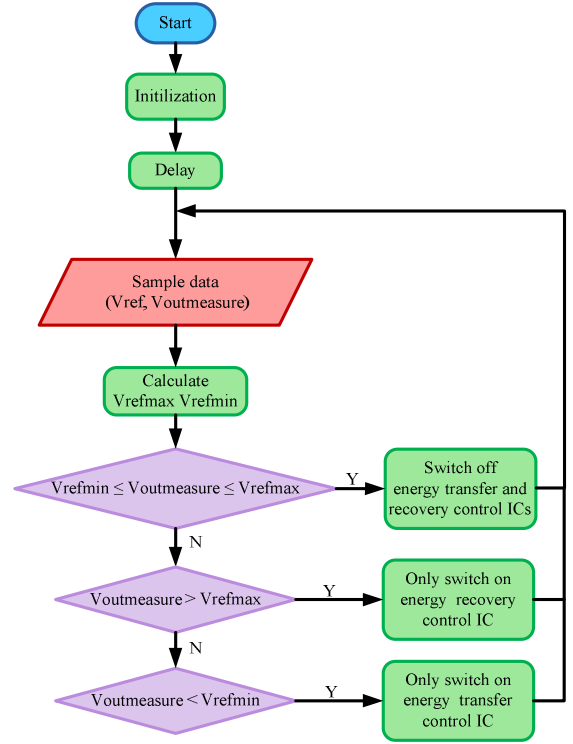 Start
Initilization
Delay
Sample data
(Vref, Voutmeasure)
Calculate
Vrefmax Vrefmin
Vrefmin ≤ Voutmeasure ≤ Vrefmax
Y
Switch off
energy transfer and
recovery control ICs
N
Voutmeasure > Vrefmax
Y
Only switch on
energy recovery
control IC
N
Voutmeasure < Vrefmin
Y
Only switch on
energy transfer
control IC